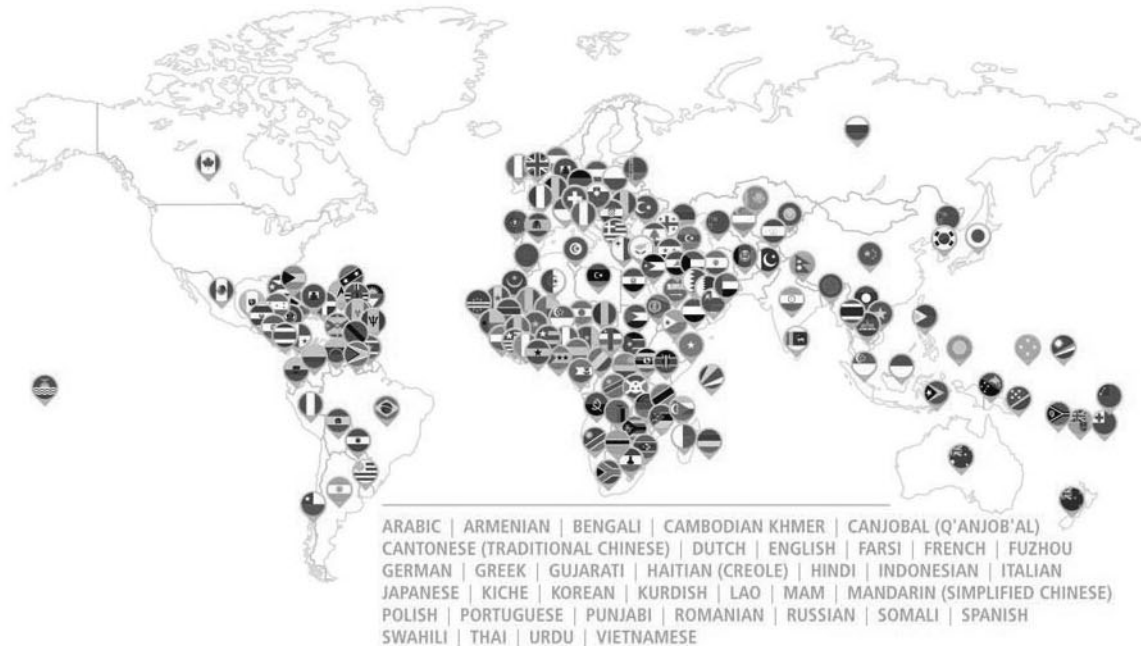 ARABIC | ARMENIAN | BENGALI | CAMBODIAN KHMER | CANJOBAL (Q'ANJOB'AL)
CANTONESE (TRADITIONAL CHINESE) | DUTCH | ENGLISH | FARSI | FRENCH | FUZHOU
GERMAN | GREEK | GUJARATI | HAITIAN (CREOLE) | HINDI | INDONESIAN | ITALIAN
JAPANESE | KICHE | KOREAN | KURDISH | LAO | MAM | MANDARIN (SIMPLIFIED CHINESE)
POLISH | PORTUGUESE | PUNJABI | ROMANIAN | RUSSIAN | SOMALI | SPANISH
SWAHILI | THAI | URDU | VIETNAMESE